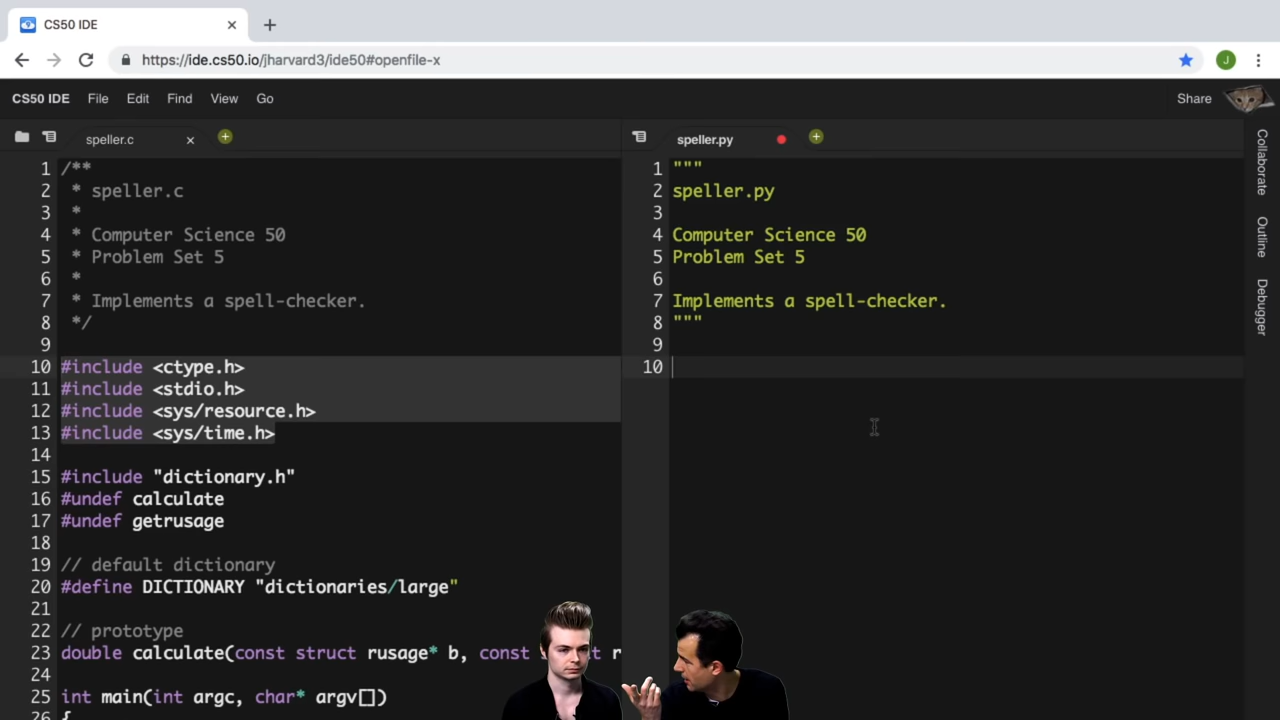 CS50 IDE
https://ide.cs50.io/jharvard3/ide50#openfile-x
J
CS50 IDE File Edit Find View Go Share
speller.c
1 /**
2 * speller.c
3 *
4 * Computer Science 50
5 * Problem Set 5
6 *
7 * Implements a spell-checker.
8 */
9
10 #include <ctype.h>
11 #include <stdio.h>
12 #include <sys/resource.h>
13 #include <sys/time.h>
14
15 #include "dictionary.h"
16 #undef calculate
17 #undef getrusage
18
19 // default dictionary
20 #define DICTIONARY "dictionaries/large"
21
22 // prototype
23 double calculate(const struct rusage* b, const
24
25 int main(int argc, char* argv[])
26 {
speller.py
1 """
2 speller.py
3
4 Computer Science 50
5 Problem Set 5
6
7 Implements a spell-checker.
8 """
9
10
Collaborate
Outline
Debugger